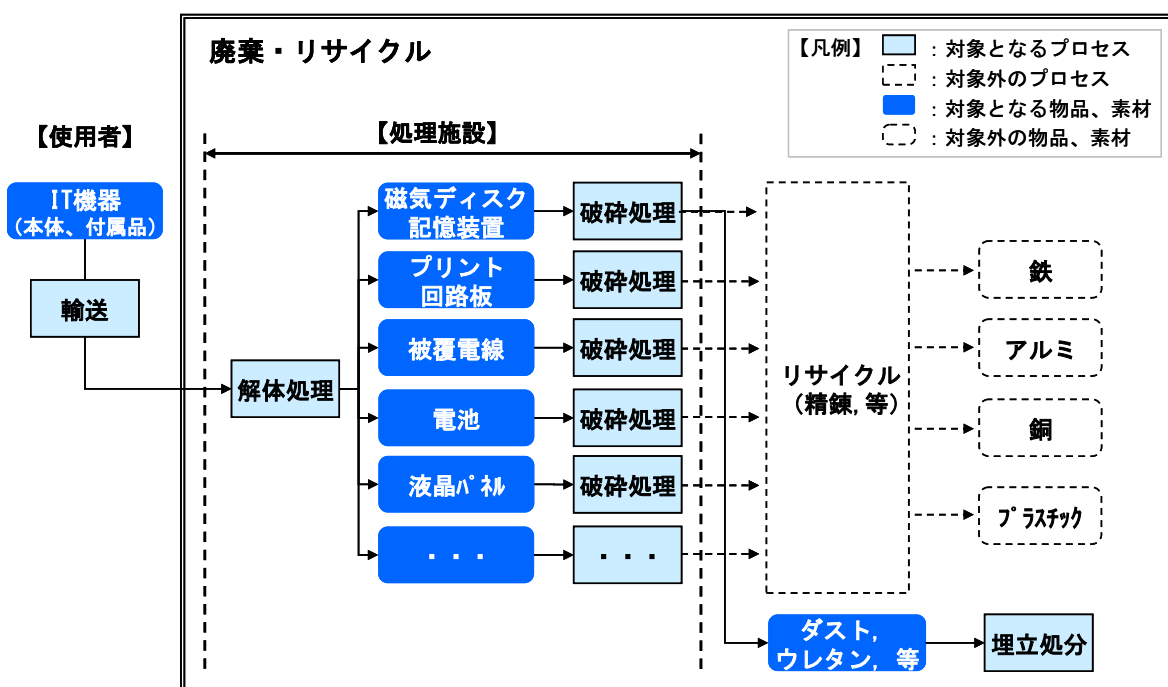 廃棄・リサイクル
【凡例】
：対象となるプロセス
：対象外のプロセス
：対象となる物品、素材
：対象外の物品、素材
【使用者】
【処理施設】
IT機器
（本体、付属品）
輸送
解体処理
磁気ディスク
記憶装置
破砕処理
プリント
回路板
破砕処理
被覆電線
破砕処理
電池
破砕処理
液晶ﾊﾟﾈﾙ
破砕処理
・・・
・・・
リサイクル
（精錬,等）
鉄
アルミ
銅
ﾌﾟﾗｽﾁｯｸ
ダスト,
ウレタン, 等
埋立処分